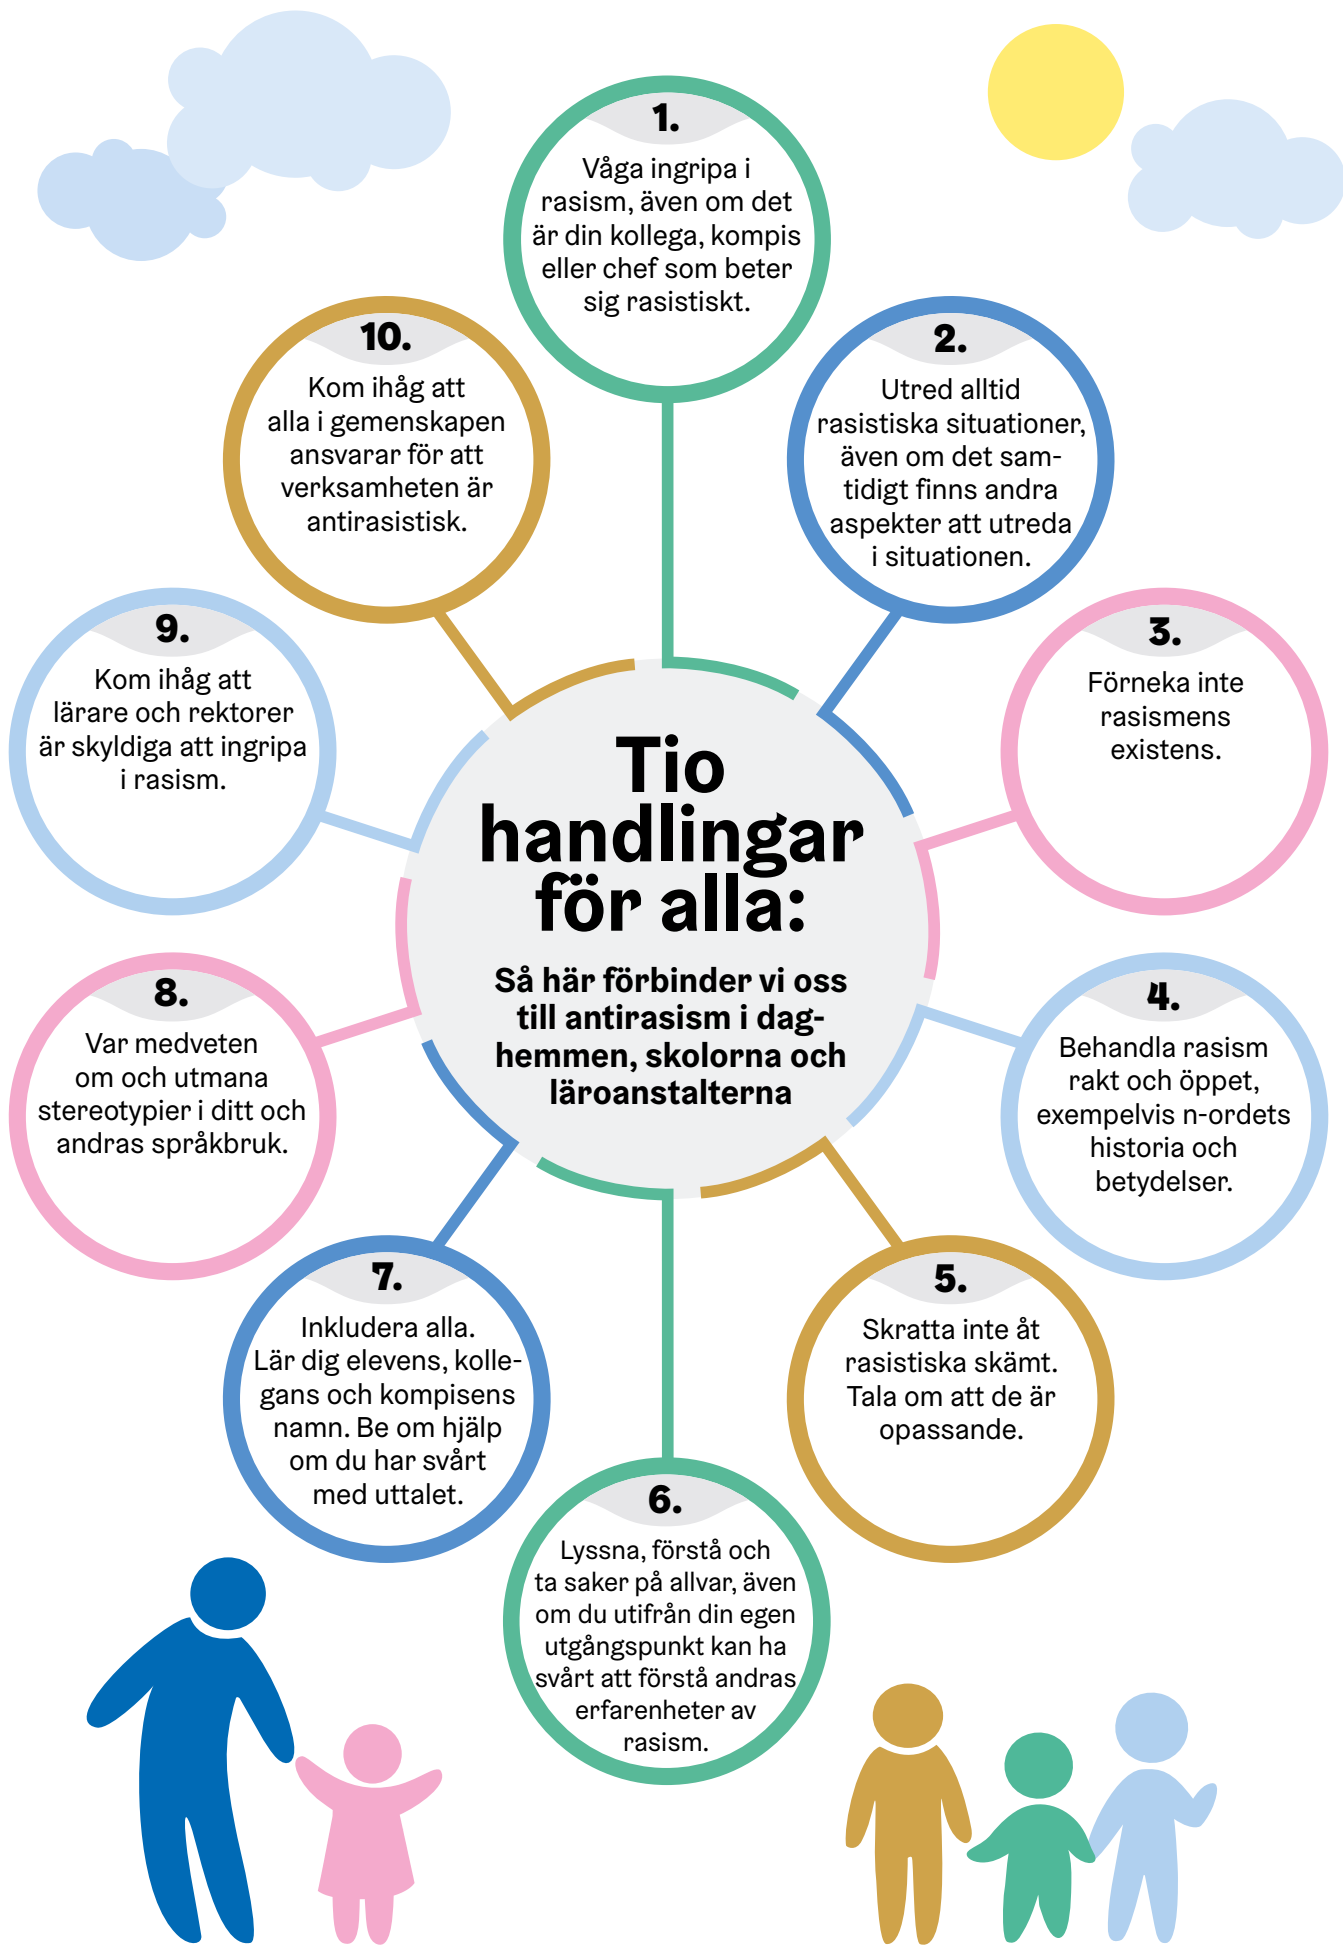 Tio
handlingar
för alla:
Så här förbinder vi oss
till antirasism i dag-
hemmen, skolorna och
läroanstalterna
1.
Våga ingripa i
rasism, även om det
är din kollega, kompis
eller chef som beter
sig rasistiskt.
2.
Utred alltid
rasistiska situationer,
även om det sam-
tidigt finns andra
aspekter att utreda
i situationen.
3.
Förneka inte
rasismens
existens.
4.
Behandla rasism
rakt och öppet,
exempelvis n-ordets
historia och
betydelser.
5.
Skratta inte åt
rasistiska skämt.
Tala om att de är
opassande.
6.
Lyssna, förstå och
ta saker på allvar, även
om du utifrån din egen
utgångspunkt kan ha
svårt att förstå andras
erfarenheter av
rasism.
7.
Inkludera alla.
Lär dig elevens, kolle-
gans och kompisens
namn. Be om hjälp
om du har svårt
med uttalet.
8.
Var medveten
om och utmana
stereotypier i ditt och
andras språkbruk.
9.
Kom ihåg att
lärare och rektorer
är skyldiga att ingripa
i rasism.
10.
Kom ihåg att
alla i gemenskapen
ansvarar för att
verksamheten är
antirasistisk.